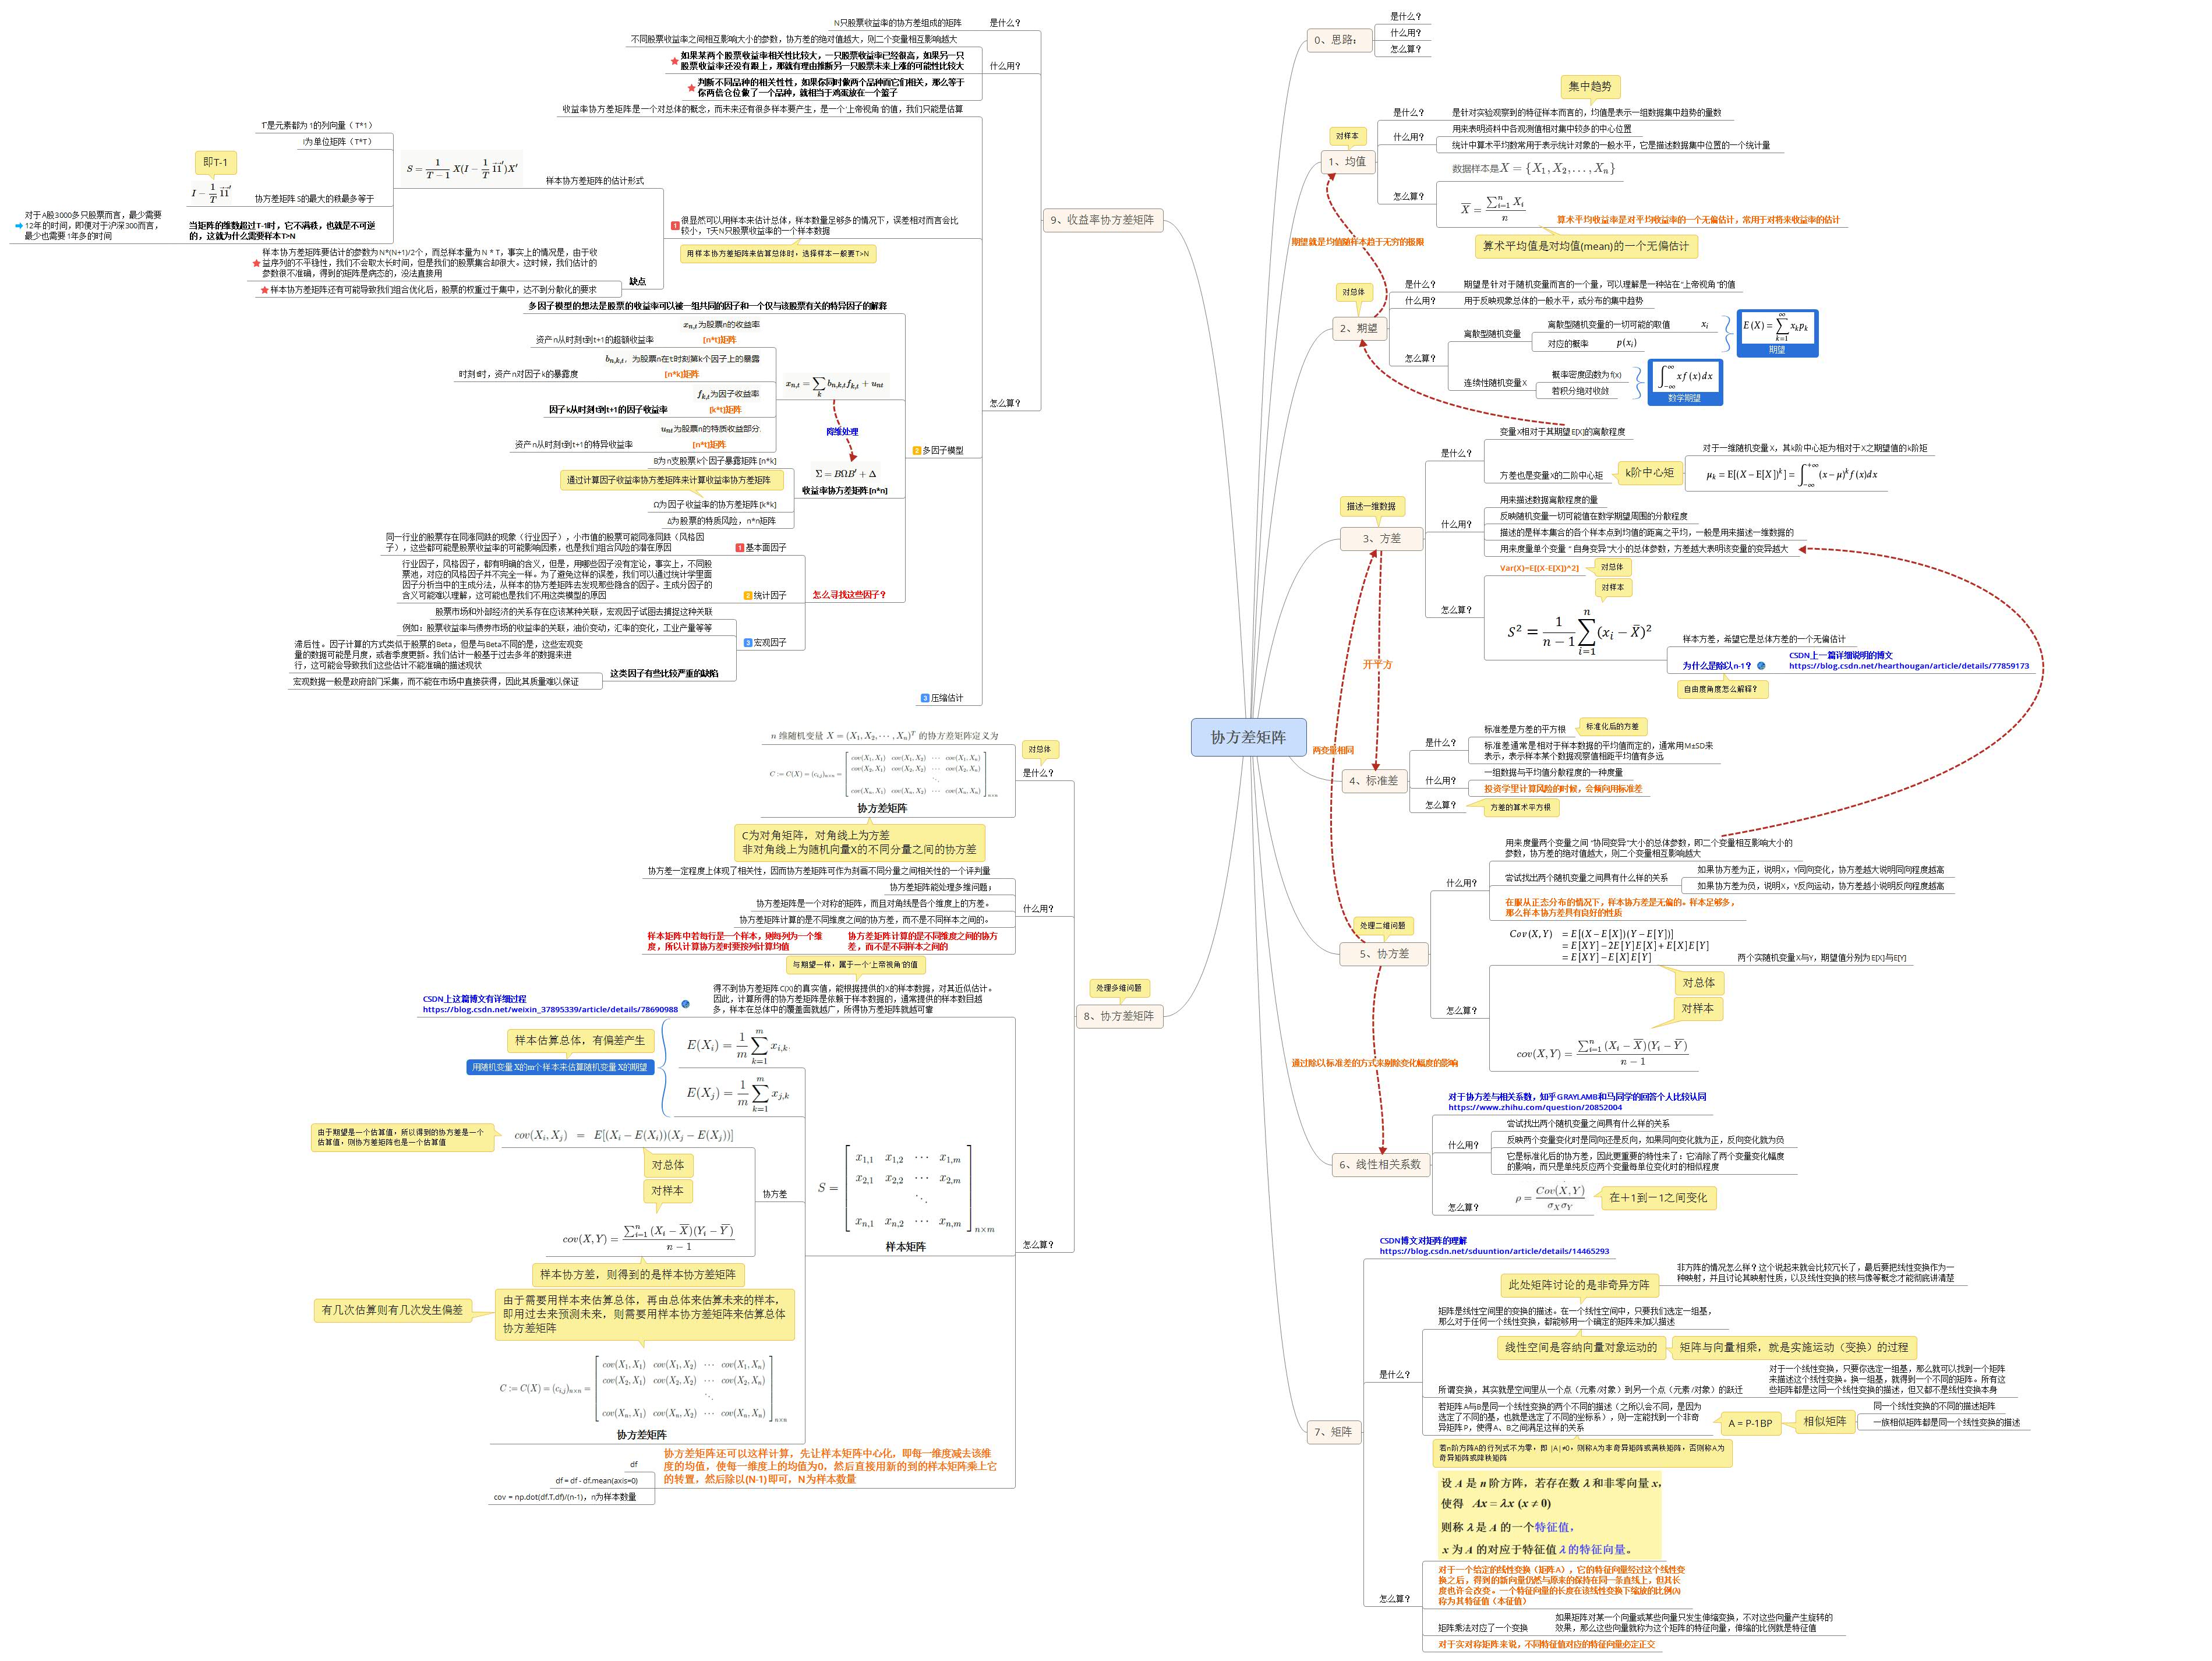 协方差矩阵
0、思路：
是什么？
什么用？
怎么算？
集中趋势
对样本
1、均值
是什么？
是针对实验观察到的特征样本而言的，均值是表示一组数据集中趋势的量数
什么用？
用来表明资料中各观测值相对集中较多的中心位置
统计中算术平均数常用于表示统计对象的一般水平，它是描述数据集中位置的一个统计量
怎么算？
数据样本是X = {X₁, X₂, . . . , Xₙ}
X̅ = ∑ⁿᵢ₌₁ Xᵢ / n
算术平均收益率是对平均收益率的一个无偏估计，常用于对将来收益率的估计
算术平均值是对均值(mean)的一个无偏估计
期望就是均值随样本趋于无穷的极限
对总体
2、期望
是什么？
期望是针对于随机变量而言的一个量，可以理解是一种站在“上帝视角”的值
什么用？
用于反映现象总体的一般水平，或分布的集中趋势
怎么算？
离散型随机变量
离散型随机变量的一切可能的取值
xᵢ
对应的概率
p(xᵢ)
E(X) = ∑^∞_{k=1} x_k p_k
期望
连续性随机变量X
概率密度函数为f(x)
若积分绝对收敛
∫^∞_{-∞} xf(x)dx
数学期望
描述一维数据
3、方差
是什么？
变量X相对于其期望E[X]的离散程度
方差也是变量X的二阶中心矩
k阶中心矩
对于一维随机变量X，其k阶中心矩为相对于X之期望值的k阶矩
μ_k = E[(X − E[X])^k] = ∫^{+∞}_{−∞} (x − μ)^k f(x)dx
什么用？
用来描述数据离散程度的量
反映随机变量一切可能值在数学期望周围的分散程度
描述的是样本集合的各个样本点到均值的距离之平均，一般是用来描述一维数据的
用来度量单个变量 “ 自身变异”大小的总体参数，方差越大表明该变量的变异越大
怎么算？
Var(X)=E[(X-E[X])^2]
对总体
对样本
S² = 1/(n−1) ∑ⁿᵢ₌₁ (xᵢ − X̄)²
样本方差，希望它是总体方差的一个无偏估计
为什么是除以n-1？
CSDN上一篇详细说明的博文
https://blog.csdn.net/hearthougan/article/details/77859173
自由度角度怎么解释？
开平方
两变量相同
4、标准差
是什么？
标准差是方差的平方根
标准化后的方差
标准差通常是相对于样本数据的平均值而定的，通常用M±SD来
表示，表示样本某个数据观察值相距平均值有多远
什么用？
一组数据与平均值分散程度的一种度量
投资学里计算风险的时候，会倾向用标准差
怎么算？
方差的算术平方根
处理二维问题
5、协方差
什么用？
用来度量两个变量之间 “协同变异”大小的总体参数，即二个变量相互影响大小的
参数，协方差的绝对值越大，则二个变量相互影响越大
尝试找出两个随机变量之间具有什么样的关系
如果协方差为正，说明X，Y同向变化，协方差越大说明同向程度越高
如果协方差为负，说明X，Y反向运动，协方差越小说明反向程度越高
在服从正态分布的情况下，样本协方差是无偏的。样本足够多，
那么样本协方差具有良好的性质
怎么算？
Cov(X,Y) = E[(X − E[X])(Y − E[Y])]
= E[XY] − 2E[Y]E[X] + E[X]E[Y]
= E[XY] − E[X]E[Y]
两个实随机变量X与Y，期望值分别为E[X]与E[Y]
对总体
对样本
cov(X,Y) = ∑ⁿᵢ₌₁ (Xᵢ − X̅)(Yᵢ − Y̅) / n − 1
通过除以标准差的方式来剔除变化幅度的影响
6、线性相关系数
对于协方差与相关系数，知乎GRAYLAMB和马同学的回答个人比较认同
https://www.zhihu.com/question/20852004
什么用？
尝试找出两个随机变量之间具有什么样的关系
反映两个变量变化时是同向还是反向，如果同向变化就为正，反向变化就为负
它是标准化后的协方差，因此更重要的特性来了：它消除了两个变量变化幅度
的影响，而只是单纯反应两个变量每单位变化时的相似程度
怎么算？
ρ = Cov(X,Y) / σ_X σ_Y
在＋1到－1之间变化
7、矩阵
CSDN博文对矩阵的理解
https://blog.csdn.net/sduuntion/article/details/14465293
是什么？
此处矩阵讨论的是非奇异方阵
非方阵的情况怎么样？这个说起来就会比较冗长了，最后要把线性变换作为一
种映射，并且讨论其映射性质，以及线性变换的核与像等概念才能彻底讲清楚
矩阵是线性空间里的变换的描述。在一个线性空间中，只要我们选定一组基，
那么对于任何一个线性变换，都能够用一个确定的矩阵来加以描述
线性空间是容纳向量对象运动的
矩阵与向量相乘，就是实施运动（变换）的过程
所谓变换，其实就是空间里从一个点（元素/对象）到另一个点（元素/对象）的跃迁
对于一个线性变换，只要你选定一组基，那么就可以找到一个矩阵
来描述这个线性变换。换一组基，就得到一个不同的矩阵。所有这
些矩阵都是这同一个线性变换的描述，但又都不是线性变换本身
若矩阵A与B是同一个线性变换的两个不同的描述（之所以会不同，是因为
选定了不同的基，也就是选定了不同的坐标系），则一定能找到一个非奇
异矩阵P，使得A、B之间满足这样的关系
A = P-1BP
相似矩阵
同一个线性变换的不同的描述矩阵
一族相似矩阵都是同一个线性变换的描述
若n阶方阵A的行列式不为零，即 |A|≠0，则称A为非奇异矩阵或满秩矩阵，否则称A为
奇异矩阵或降秩矩阵
怎么算？
设 A 是 n 阶方阵，若存在数 λ 和非零向量 x，
使得 Ax = λx (x ≠ 0)
则称 λ 是 A 的一个特征值，
x 为 A 的对应于特征值 λ 的特征向量。
对于一个给定的线性变换（矩阵A），它的特征向量经过这个线性变
换之后，得到的新向量仍然与原来的保持在同一条直线上，但其长
度也许会改变。一个特征向量的长度在该线性变换下缩放的比例(λ)
称为其特征值（本征值）
矩阵乘法对应了一个变换
如果矩阵对某一个向量或某些向量只发生伸缩变换，不对这些向量产生旋转的
效果，那么这些向量就称为这个矩阵的特征向量，伸缩的比例就是特征值
对于实对称矩阵来说，不同特征值对应的特征向量必定正交
处理多维问题
8、协方差矩阵
对总体
是什么？
n 维随机变量 X = (X₁, X₂, ⋯ , Xₙ)ᵀ 的协方差矩阵定义为
C := C(X) = (cᵢ,ⱼ)ₙ×ₙ =
cov(X₁, X₁) cov(X₁, X₂) ⋯ cov(X₁, Xₙ)
cov(X₂, X₁) cov(X₂, X₂) ⋯ cov(X₂, Xₙ)
⋱
cov(Xₙ, X₁) cov(Xₙ, X₂) ⋯ cov(Xₙ, Xₙ) n×n
协方差矩阵
C为对角矩阵，对角线上为方差
非对角线上为随机向量X的不同分量之间的协方差
什么用？
协方差一定程度上体现了相关性，因而协方差矩阵可作为刻画不同分量之间相关性的一个评判量
协方差矩阵能处理多维问题；
协方差矩阵是一个对称的矩阵，而且对角线是各个维度上的方差。
协方差矩阵计算的是不同维度之间的协方差，而不是不同样本之间的。
样本矩阵中若每行是一个样本，则每列为一个维
度，所以计算协方差时要按列计算均值
协方差矩阵计算的是不同维度之间的协方
差，而不是不同样本之间的
怎么算？
与期望一样，属于一个‘上帝视角’的值
得不到协方差矩阵C(X)的真实值，能根据提供的X的样本数据，对其近似估计。
因此，计算所得的协方差矩阵是依赖于样本数据的，通常提供的样本数目越
多，样本在总体中的覆盖面就越广，所得协方差矩阵就越可靠
CSDN上这篇博文有详细过程
https://blog.csdn.net/weixin_37895339/article/details/78690988
样本估算总体，有偏差产生
用随机变量X的m个样本来估算随机变量X的期望
E(Xᵢ) = 1/m ∑ᵐₖ₌₁ xᵢ,ₖ.
E(Xⱼ) = 1/m ∑ᵐₖ₌₁ xⱼ,ₖ
由于期望是一个估算值，所以得到的协方差是一个
估算值，则协方差矩阵也是一个估算值
cov(Xᵢ, Xⱼ) = E[(Xᵢ − E(Xᵢ))(Xⱼ − E(Xⱼ))]
对总体
对样本
协方差
cov(X,Y) = ∑ⁿᵢ₌₁ (Xᵢ − X̅)(Yᵢ − Y̅) / n − 1
S =
x₁,₁ x₁,₂ ⋯ x₁,ₘ
x₂,₁ x₂,₂ ⋯ x₂,ₘ
⋱
xₙ,₁ xₙ,₂ ⋯ xₙ,ₘ n×m
样本矩阵
样本协方差，则得到的是样本协方差矩阵
有几次估算则有几次发生偏差
由于需要用样本来估算总体，再由总体来估算未来的样本，
即用过去来预测未来，则需要用样本协方差矩阵来估算总体
协方差矩阵
C := C(X) = (cᵢ,ⱼ)ₙ×ₙ =
cov(X₁, X₁) cov(X₁, X₂) ⋯ cov(X₁, Xₙ)
cov(X₂, X₁) cov(X₂, X₂) ⋯ cov(X₂, Xₙ)
⋱
cov(Xₙ, X₁) cov(Xₙ, X₂) ⋯ cov(Xₙ, Xₙ) n×n
协方差矩阵
协方差矩阵还可以这样计算，先让样本矩阵中心化，即每一维度减去该维
度的均值，使每一维度上的均值为0，然后直接用新的到的样本矩阵乘上它
的转置，然后除以(N-1)即可，N为样本数量
df
df = df - df.mean(axis=0)
cov = np.dot(df.T,df)/(n-1)，n为样本数量
9、收益率协方差矩阵
是什么？
N只股票收益率的协方差组成的矩阵
什么用？
不同股票收益率之间相互影响大小的参数，协方差的绝对值越大，则二个变量相互影响越大
如果某两个股票收益率相关性比较大，一只股票收益率已经很高，如果另一只
股票收益率还没有跟上，那就有理由推断另一只股票未来上涨的可能性比较大
判断不同品种的相关性性，如果你同时做两个品种而它们相关，那么等于
你两倍仓位做了一个品种，就相当于鸡蛋放在一个篮子
怎么算？
收益率协方差矩阵是一个对总体的概念，而未来还有很多样本要产生，是一个‘上帝视角’的值，我们只能是估算
1 很显然可以用样本来估计总体，样本数量足够多的情况下，误差相对而言会比
较小，T天N只股票收益率的一个样本数据
用样本协方差矩阵来估算总体时，选择样本一般要T>N
样本协方差矩阵的估计形式
S = 1/(T−1) X(I − 1/T 1⃗1⃗′)X′
1⃗是元素都为1的列向量（T*1）
I为单位矩阵（T*T）
协方差矩阵S的最大的秩最多等于
I − 1/T 1⃗1⃗′
即T-1
当矩阵的维数超过T-1时，它不满秩，也就是不可逆
的，这就为什么需要样本T>N
对于A股3000多只股票而言，最少需要
12年的时间，即便对于沪深300而言，
最少也需要1年多的时间
缺点
样本协方差矩阵要估计的参数为N*(N+1)/2个，而总样本量为N * T，事实上的情况是，由于收
益序列的不平稳性，我们不会取太长时间，但是我们的股票集合却很大。这时候，我们估计的
参数很不准确，得到的矩阵是病态的，没法直接用
样本协方差矩阵还有可能导致我们组合优化后，股票的权重过于集中，达不到分散化的要求
2 多因子模型
多因子模型的想法是股票的收益率可以被一组共同的因子和一个仅与该股票有关的特异因子的解释
xₙ,ₜ = ∑ₖ bₙ,ₖ,ₜ fₖ,ₜ + uₙₜ
xₙ,ₜ为股票n的收益率
资产n从时刻t到t+1的超额收益率
[n*t]矩阵
bₙ,ₖ,ₜ，为股票n在t时刻第k个因子上的暴露
时刻t时，资产n对因子k的暴露度
[n*k]矩阵
fₖ,ₜ为因子收益率
因子k从时刻t到t+1的因子收益率
[k*t]矩阵
uₙₜ为股票n的特质收益部分.
资产n从时刻t到t+1的特异收益率
[n*t]矩阵
降维处理
Σ = BΩB′ + Δ
收益率协方差矩阵[n*n]
B为n支股票k个因子暴露矩阵[n*k]
通过计算因子收益率协方差矩阵来计算收益率协方差矩阵
Ω为因子收益率的协方差矩阵[k*k]
Δ为股票的特质风险，n*n矩阵
怎么寻找这些因子？
1 基本面因子
同一行业的股票存在同涨同跌的现象（行业因子），小市值的股票可能同涨同跌（风格因
子），这些都可能是股票收益率的可能影响因素，也是我们组合风险的潜在原因
2 统计因子
行业因子，风格因子，都有明确的含义，但是，用哪些因子没有定论，事实上，不同股
票池，对应的风格因子并不完全一样。为了避免这样的误差，我们可以通过统计学里面
因子分析当中的主成分法，从样本的协方差矩阵去发现那些隐含的因子。主成分因子的
含义可能难以理解，这可能也是我们不用这类模型的原因
3 宏观因子
股票市场和外部经济的关系存在应该某种关联，宏观因子试图去捕捉这种关联
例如：股票收益率与债券市场的收益率的关联，油价变动，汇率的变化，工业产量等等
这类因子有些比较严重的缺陷
滞后性。因子计算的方式类似于股票的Beta，但是与Beta不同的是，这些宏观变
量的数据可能是月度，或者季度更新。我们估计一般基于过去多年的数据来进
行，这可能会导致我们这些估计不能准确的描述现状
宏观数据一般是政府部门采集，而不能在市场中直接获得，因此其质量难以保证
3 压缩估计